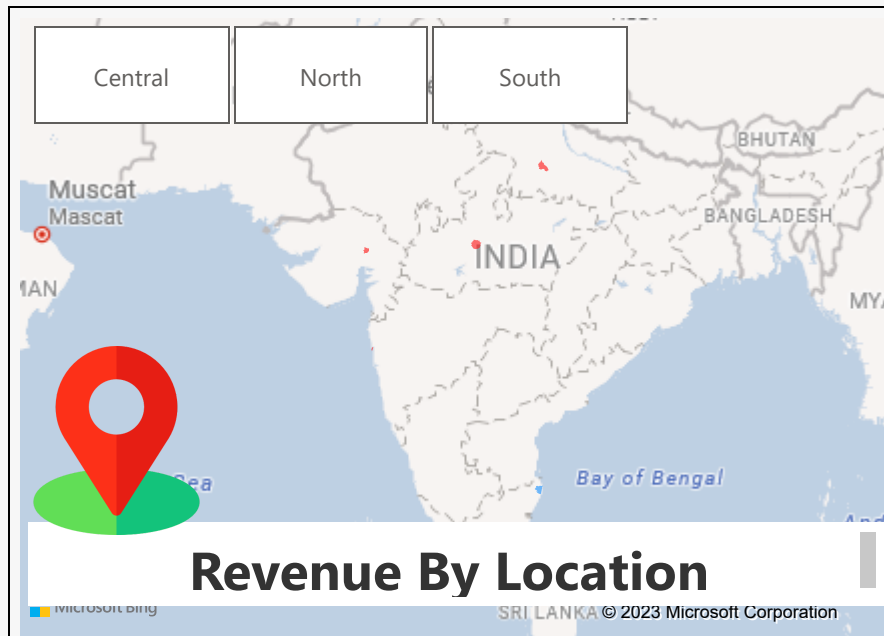 Central
North
South
BHUTAN
Muscat
Mascat
BANGLADESH
INDIA
MAN
MYA
Sea
Bay of Bengal
Revenue By Location
Microsoft Bing
SRI LANKA
© 2023 Microsoft Corporation